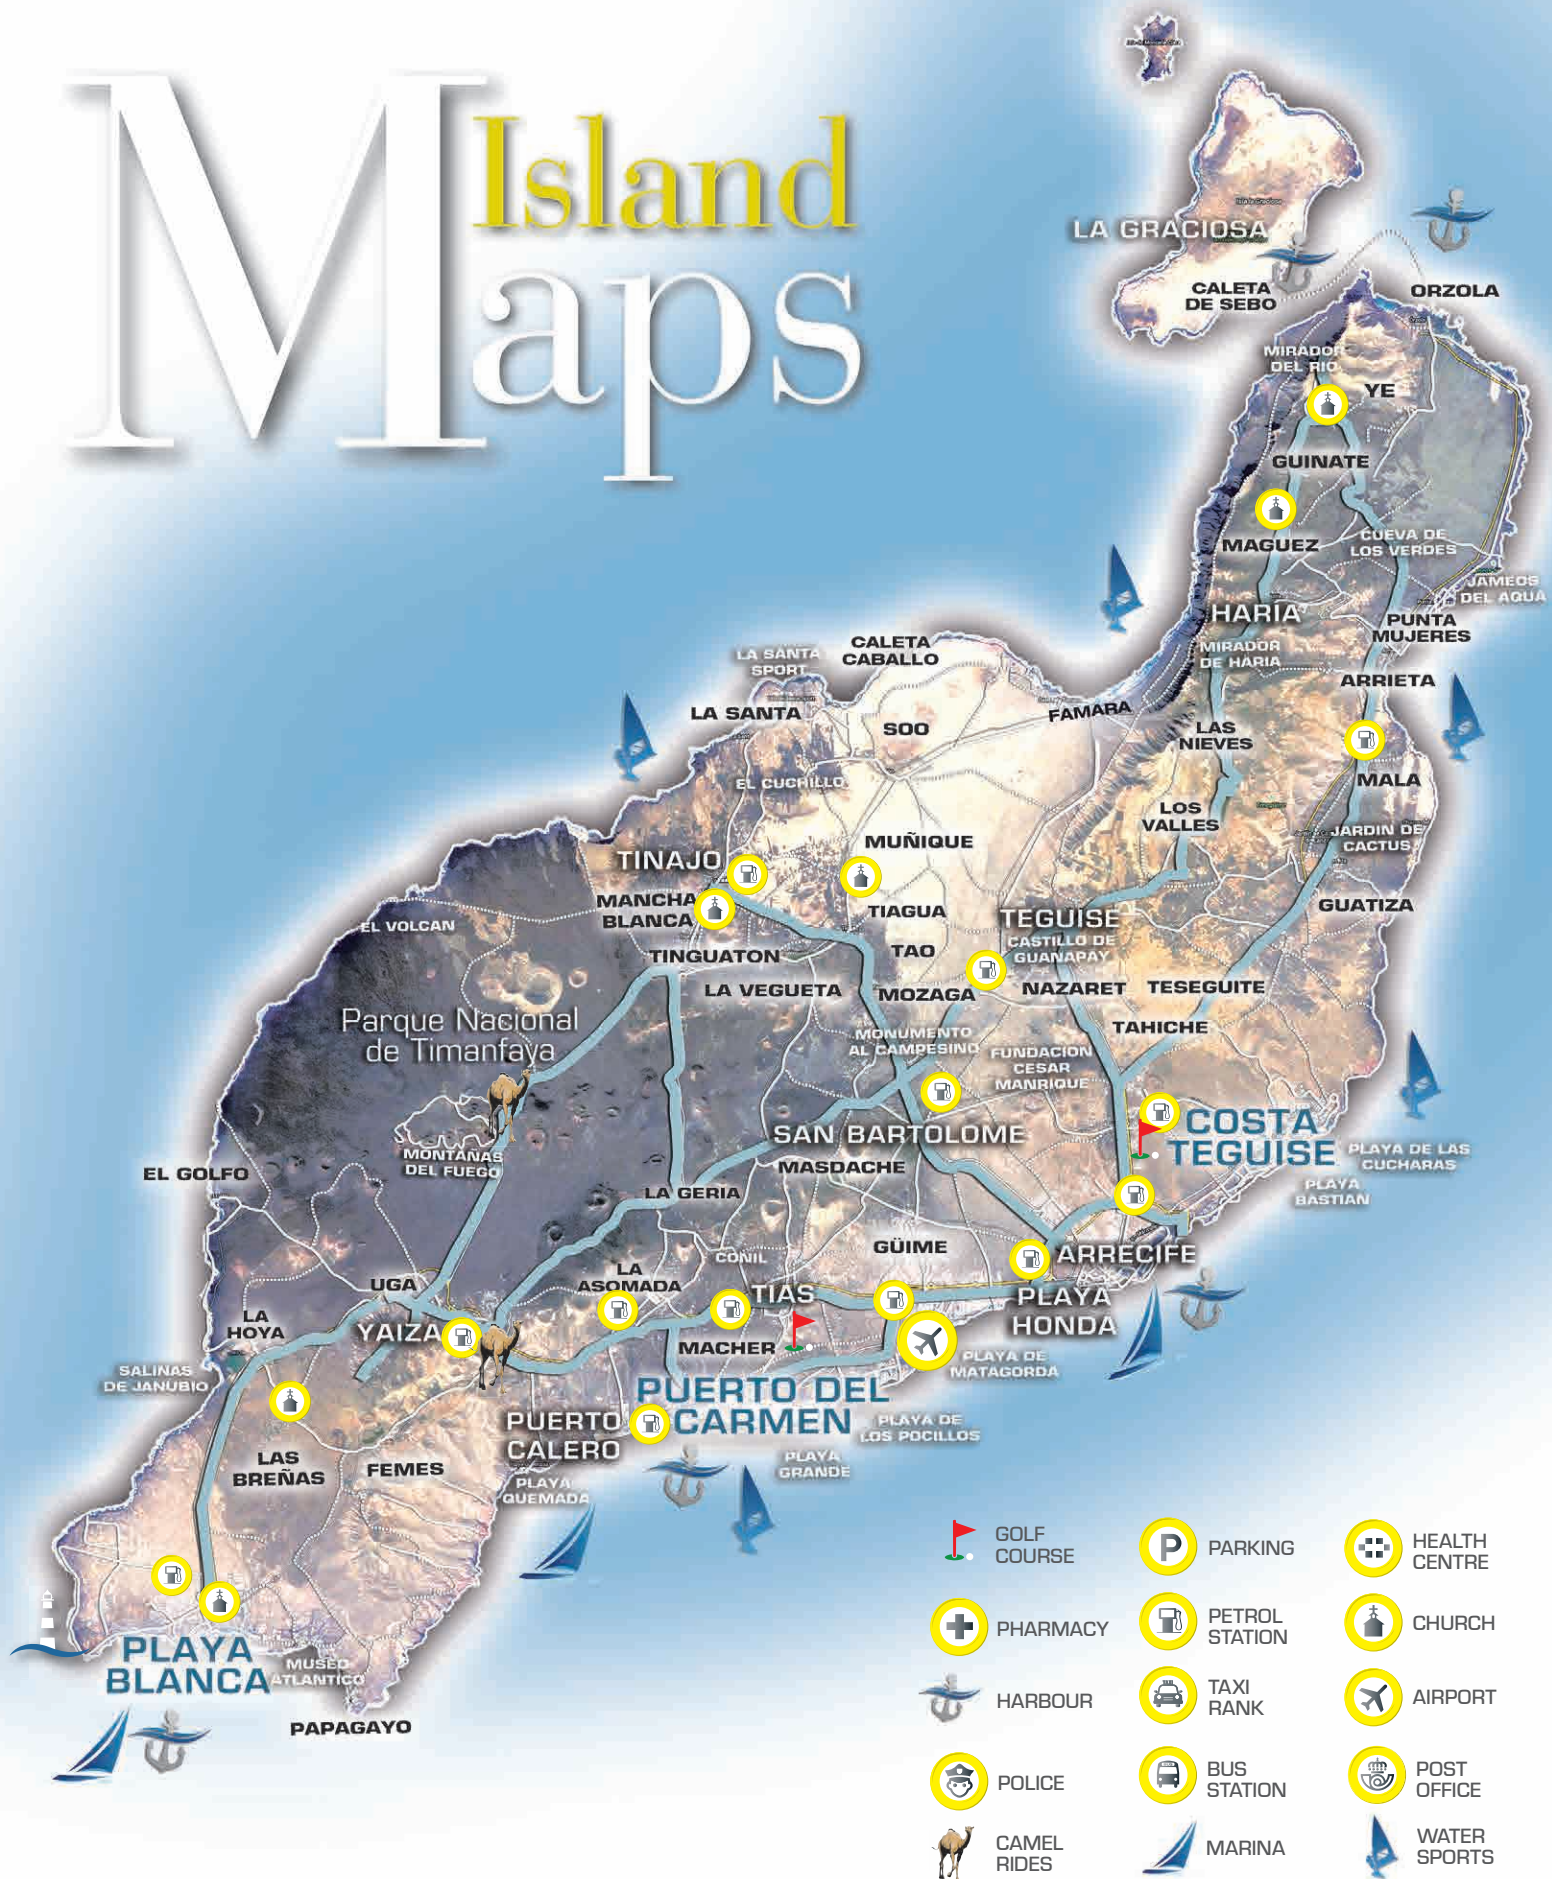 Island
Maps
LA GRACIOSA
CALETA
DE SEBO
ORZOLA
MIRADOR
DEL RIO
YE
GUINATE
MAGUEZ
CUEVA DE
LOS VERDES
JAMEOS
DEL AQUA
HARIA
PUNTA
MUJERES
MIRADOR
DE HARIA
ARRIETA
LA SANTA
SPORT
CALETA
CABALLO
LA SANTA
SOO
FAMARA
LAS
NIEVES
EL CUCHILLO
MALA
LOS
VALLES
JARDIN DE
CACTUS
MUÑIQUE
TINAJO
MANCHA
BLANCA
TIAGUA
TEGUISE
GUATIZA
EL VOLCAN
CASTILLO DE
GUANAPAY
TAO
TINGUATON
LA VEGUETA
MOZAGA
NAZARET
TESEGUITE
Parque Nacional
de Timanfaya
TAHICHE
MONUMENTO
AL CAMPESINO
FUNDACION
CESAR
MANRIQUE
COSTA
TEGUISE
SAN BARTOLOME
PLAYA DE LAS
CUCHARAS
MONTAÑAS
DEL FUEGO
EL GOLFO
MASDACHE
PLAYA
BASTIAN
LA GERIA
GÜIME
ARRECIFE
CONIL
LA
ASOMADA
UGA
TIAS
PLAYA
HONDA
LA
HOYA
YAIZA
MACHER
PLAYA DE
MATAGORDA
SALINAS
DE JANUBIO
PUERTO DEL
CARMEN
PUERTO
CALERO
PLAYA DE
LOS POCILLOS
LAS
BREÑAS
FEMES
PLAYA
GRANDE
PLAYA
QUEMADA
PLAYA
BLANCA
MUSEO
ATLANTICO
PAPAGAYO
GOLF
COURSE
PARKING
HEALTH
CENTRE
PHARMACY
PETROL
STATION
CHURCH
HARBOUR
TAXI
RANK
AIRPORT
POLICE
BUS
STATION
POST
OFFICE
CAMEL
RIDES
MARINA
WATER
SPORTS